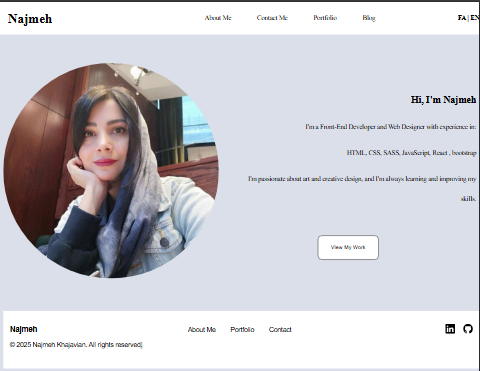 Najmeh
About Me
Contact Me
Portfolio
Blog
FA | EN
Hi, I'm Najmeh
I'm a Front-End Developer and Web Designer with experience in:
HTML, CSS, SASS, JavaScript, React , bootstrap
I'm passionate about art and creative design, and I'm always learning and improving my
skills.
View My Work
Najmeh
About Me
Portfolio
Contact
© 2025 Najmeh Khajavian. All rights reserved.